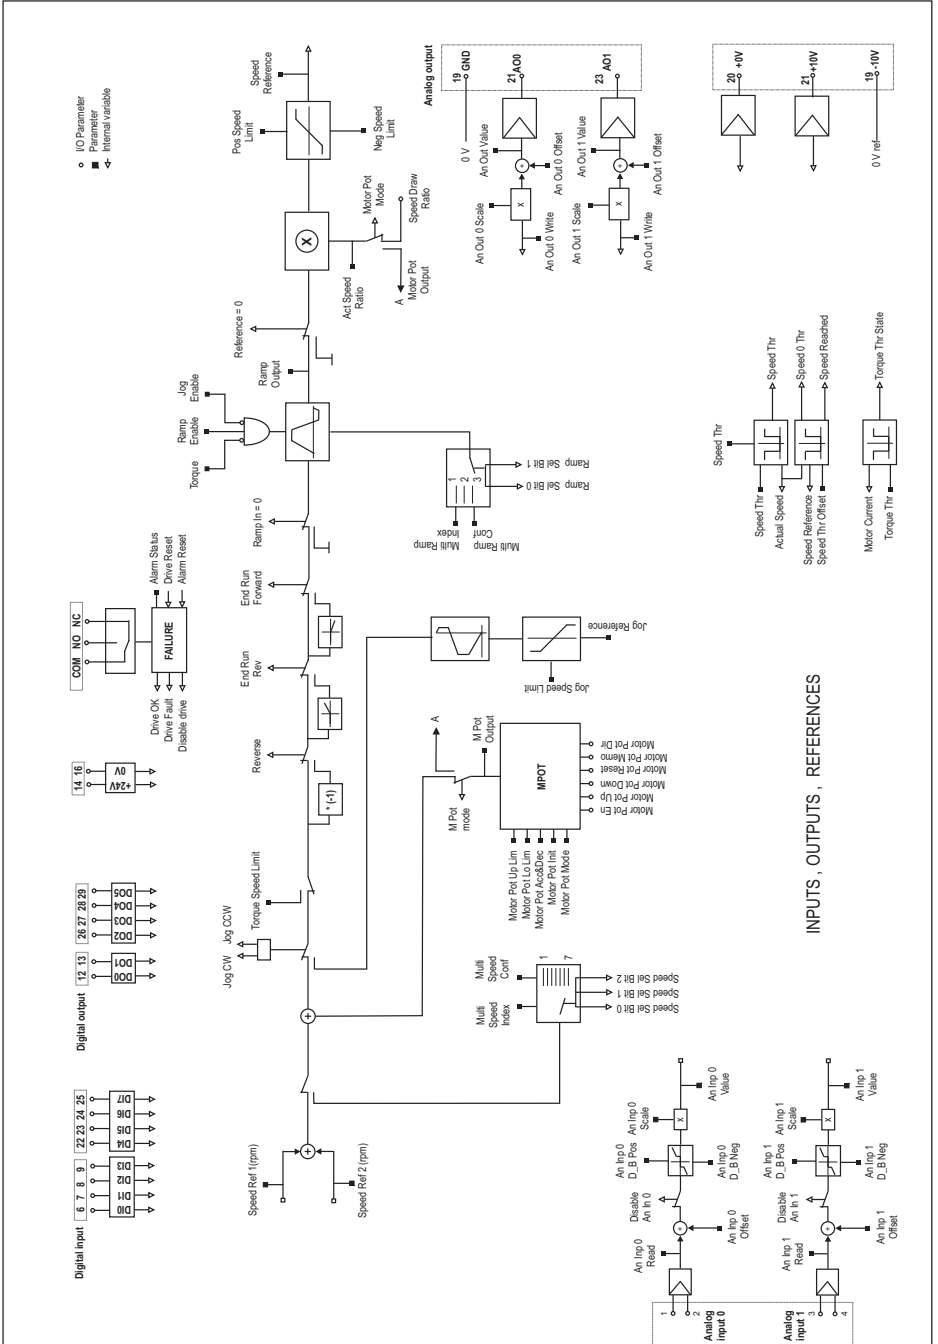 I/O Parameter
Parameter
Internal variable
Digital input
6 7 8 9
DI0 DI1 DI2 DI3
22 23 24 25
DI4 DI5 DI6 DI7
Digital output
12 13
DO0 DO1
26 27 28 29
DO2 DO3 DO4 DO5
14 16
+24V 0V
COM NO NC
FAILURE
Drive OK
Drive Fault
Disable drive
Alarm Status
Drive Reset
Alarm Reset
Speed Ref 1(rpm)
Speed Ref 2 (rpm)
+
+
Jog CW
Jog CCW
Torque Speed Limit
* (-1)
Reverse
End Run
Rev
End Run
Forward
Ramp In = 0
Torque
Ramp
Enable
Jog
Enable
Ramp
Output
Reference = 0
X
Act Speed
Ratio
Motor Pot
Mode
A
Motor Pot
Output
Speed Draw
Ratio
Pos Speed
Limit
Neg Speed
Limit
Speed
Reference
Multi
Speed
Index
Multi
Speed
Conf
1
7
Speed Sel Bit 0
Speed Sel Bit 1
Speed Sel Bit 2
M Pot
mode
A
M Pot
Output
MPOT
Motor Pot Up Lim
Motor Pot Lo Lim
Motor Pot Acc&Dec
Motor Pot Init
Motor Pot Mode
Motor Pot En
Motor Pot Up
Motor Pot Down
Motor Pot Reset
Motor Pot Memo
Motor Pot Dir
Jog Speed Limit
Jog Reference
Multi Ramp
Index
Multi Ramp
Conf
1
2
3
Ramp Sel Bit 0
Ramp Sel Bit 1
Analog output
19 GND
21 AO0
23 AO1
0 V
An Out Value
+
An Out 0 Offset
An Out 0 Scale
X
An Out 0 Write
An Out 1 Value
+
An Out 1 Offset
An Out 1 Scale
X
An Out 1 Write
20 +0V
21 +10V
19 -10V
0 V ref
Speed Thr
Speed Thr
Actual Speed
Speed Reference
Speed Thr Offset
Speed Thr
Speed 0 Thr
Speed Reached
Motor Current
Torque Thr
Torque Thr State
INPUTS , OUTPUTS , REFERENCES
Analog
input 0
1
2
An Inp 0
Read
+
An Inp 0
Offset
Disable
An In 0
An Inp 0
D_B Pos
An Inp 0
D_B Neg
An Inp 0
Scale
X
An Inp 0
Value
Analog
input 1
3
4
An Inp 1
Read
+
An Inp 1
Offset
Disable
An In 1
An Inp 1
D_B Pos
An Inp 1
D_B Neg
An Inp 1
Scale
X
An Inp 1
Value